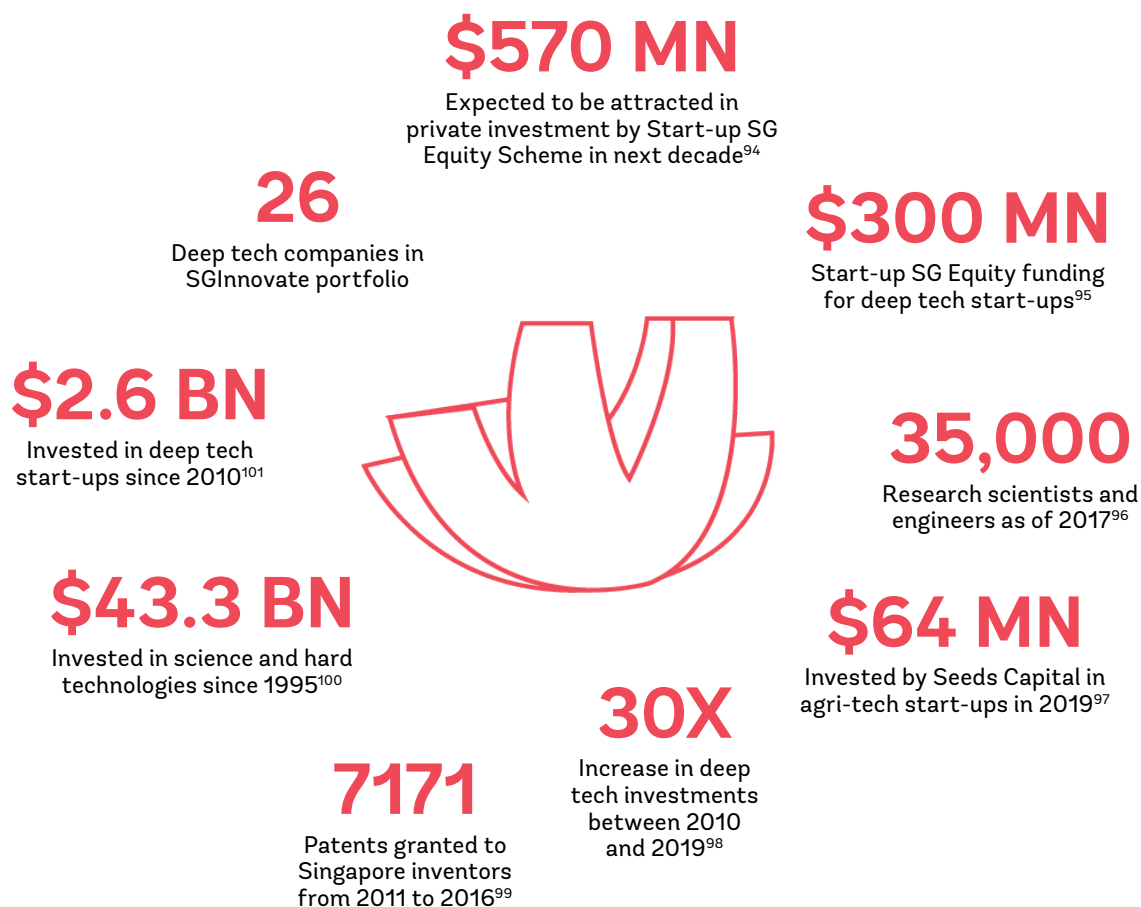 $570 MN
Expected to be attracted in
private investment by Start-up SG
Equity Scheme in next decade⁹⁴
26
Deep tech companies in
SGInnovate portfolio
$300 MN
Start-up SG Equity funding
for deep tech start-ups⁹⁵
$2.6 BN
Invested in deep tech
start-ups since 2010¹⁰¹
35,000
Research scientists and
engineers as of 2017⁹⁶
$43.3 BN
Invested in science and hard
technologies since 1995¹⁰⁰
$64 MN
Invested by Seeds Capital in
agri-tech start-ups in 2019⁹⁷
30X
Increase in deep
tech investments
between 2010
and 2019⁹⁸
7171
Patents granted to
Singapore inventors
from 2011 to 2016⁹⁹